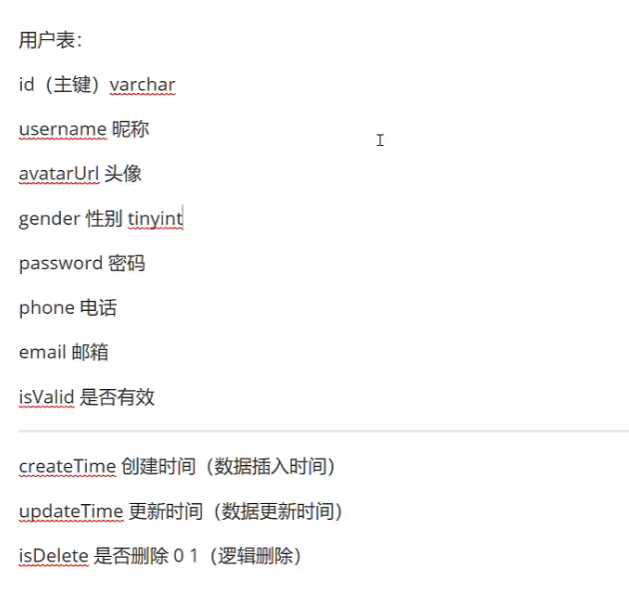 用户表：
id（主键）varchar
username 昵称
avatarUrl 头像
gender 性别 tinyint
password 密码
phone 电话
email 邮箱
isValid 是否有效
createTime 创建时间（数据插入时间）
updateTime 更新时间（数据更新时间）
isDelete 是否删除 0 1（逻辑删除）